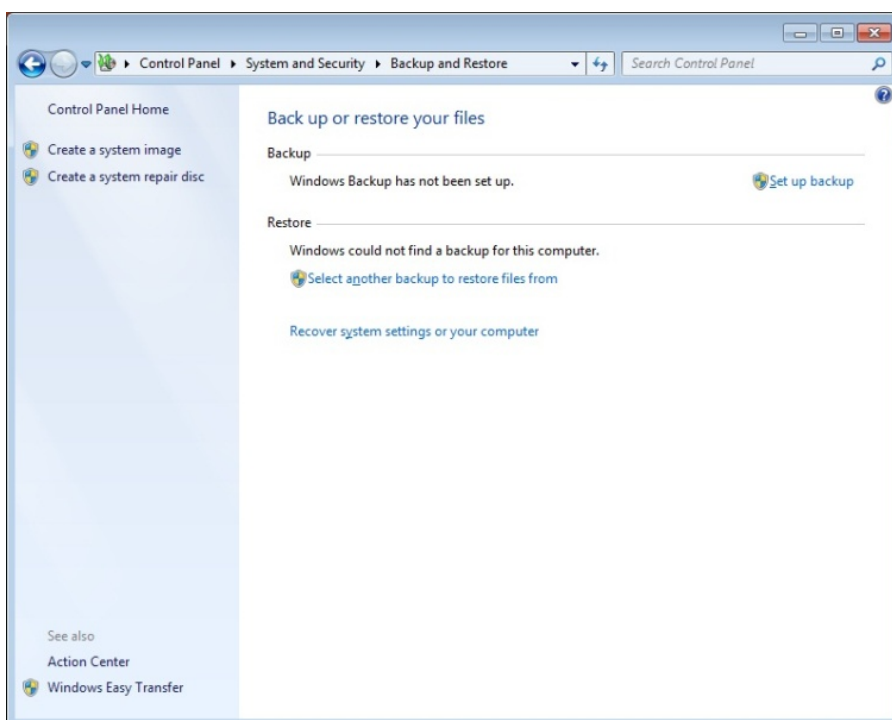 Control Panel ▸ System and Security ▸ Backup and Restore
Search Control Panel
Control Panel Home
Create a system image
Create a system repair disc
Back up or restore your files
Backup
Windows Backup has not been set up.
Set up backup
Restore
Windows could not find a backup for this computer.
Select another backup to restore files from
Recover system settings or your computer
See also
Action Center
Windows Easy Transfer